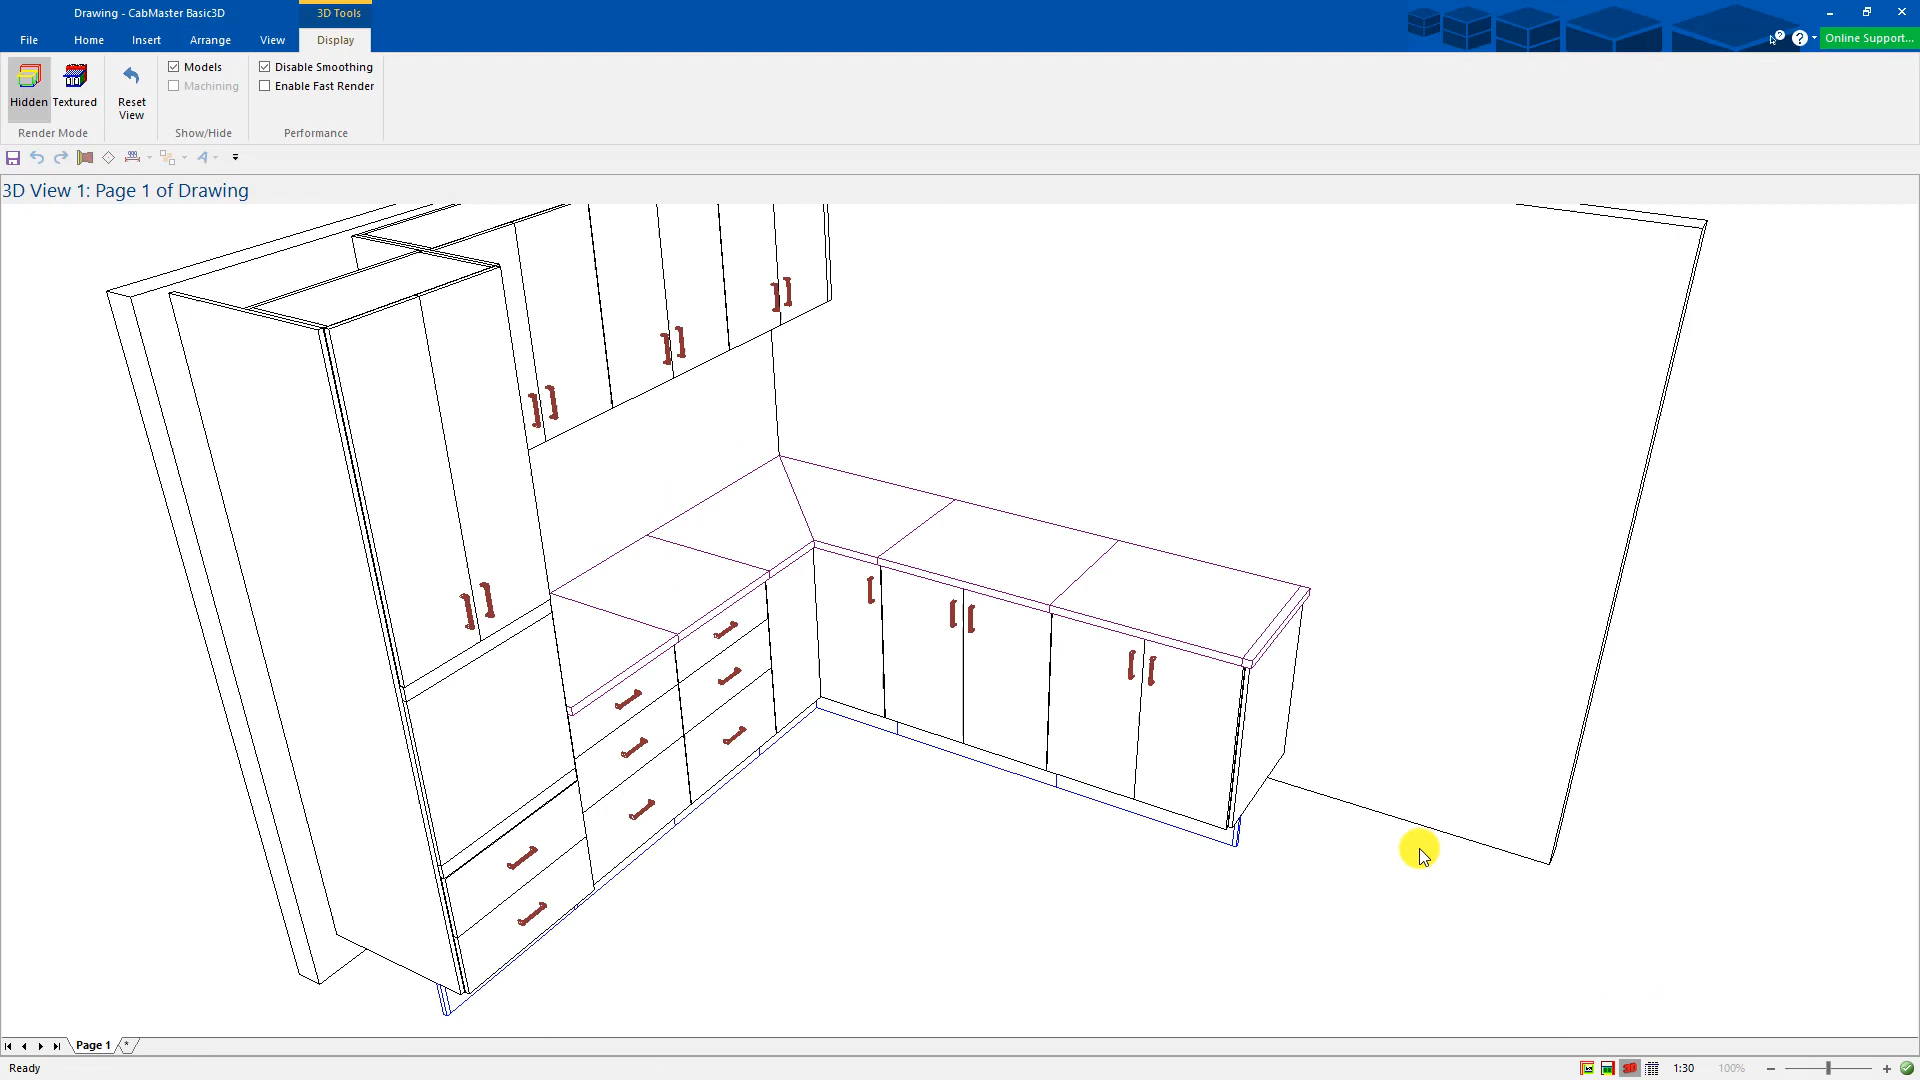 Drawing - CabMaster Basic3D
3D Tools
File Home Insert Arrange View Display
? Online Support...
Hidden Textured Reset View
Models
Machining
Disable Smoothing
Enable Fast Render
Render Mode Show/Hide Performance
3D View 1: Page 1 of Drawing
Page 1 *
Ready 3D 1:30 100%